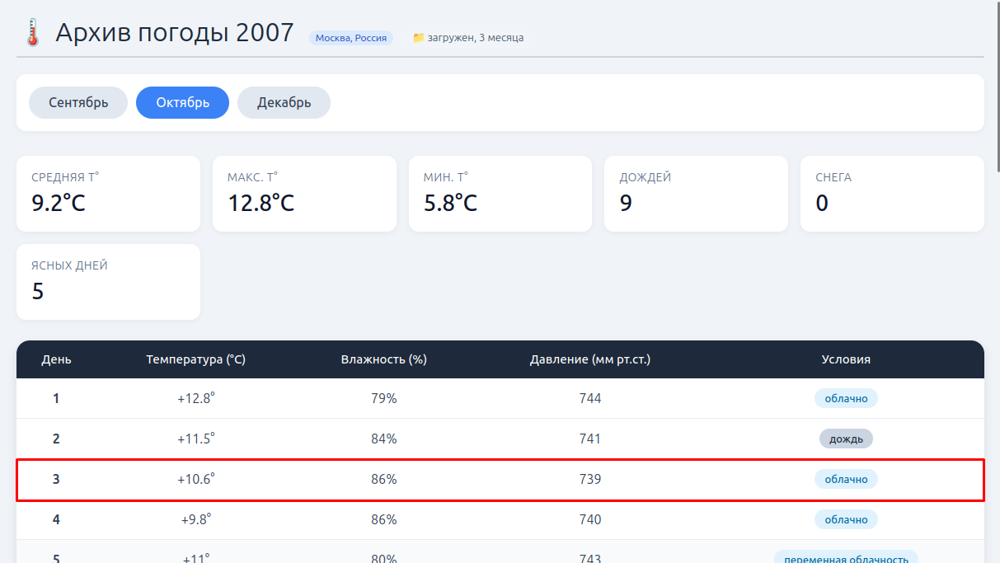 Архив погоды 2007 Москва, Россия загружен, 3 месяца
Сентябрь Октябрь Декабрь
СРЕДНЯЯ T° МАКС. T° МИН. T° ДОЖДЕЙ СНЕГА
9.2°C 12.8°C 5.8°C 9 0
ЯСНЫХ ДНЕЙ
5
День Температура (°C) Влажность (%) Давление (мм рт.ст.) Условия
1 +12.8° 79% 744 облачно
2 +11.5° 84% 741 дождь
3 +10.6° 86% 739 облачно
4 +9.8° 86% 740 облачно
5 +11° 80% 743 переменная облачность